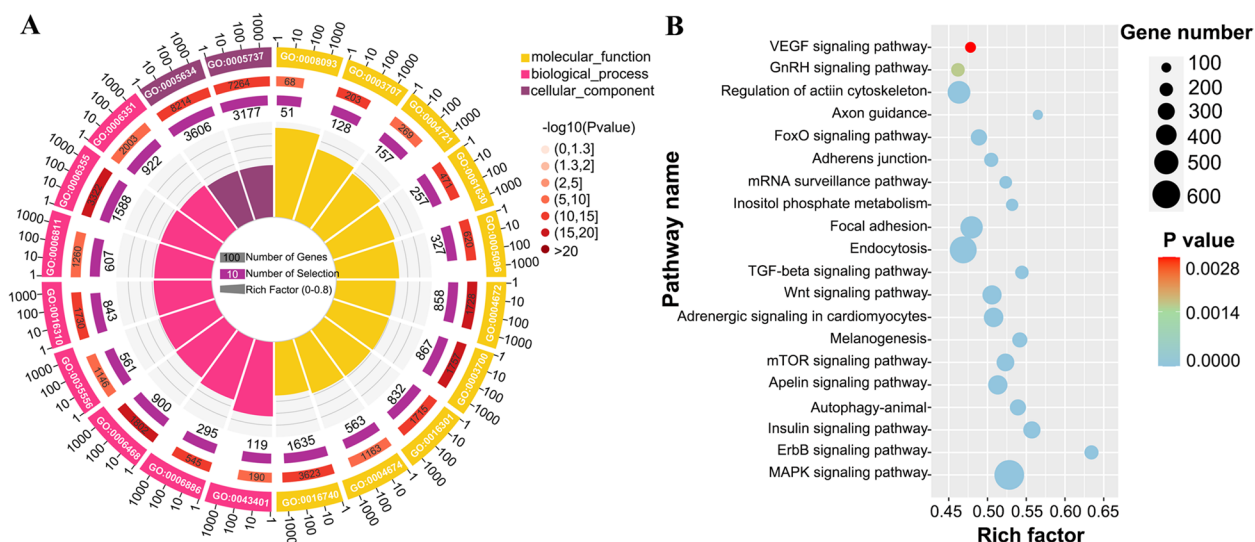 A
GO:0008093
GO:0003707
GO:0004721
GO:0061630
GO:0005096
GO:0004672
GO:0003700
GO:0016301
GO:0004674
GO:0016740
GO:0043401
GO:0006886
GO:0006468
GO:0035556
GO:0016310
GO:0006811
GO:0006355
GO:0006351
GO:0005634
GO:0005737
68
203
269
471
620
1728
1715
1163
3623
190
545
1146
1730
1260
2003
8214
7264
51
128
157
257
327
858
867
832
563
1635
119
295
900
561
843
607
1588
922
3606
3177
100 Number of Genes
10 Number of Selection
Rich Factor (0-0.8)
molecular_function
biological_process
cellular_component
-log10(Pvalue)
(0,1.3]
(1.3,2]
(2,5]
(5,10]
(10,15]
(15,20]
>20
B
Pathway name
VEGF signaling pathway
GnRH signaling pathway
Regulation of actiin cytoskeleton
Axon guidance
FoxO signaling pathway
Adherens junction
mRNA surveillance pathway
Inositol phosphate metabolism
Focal adhesion
Endocytosis
TGF-beta signaling pathway
Wnt signaling pathway
Adrenergic signaling in cardiomyocytes
Melanogenesis
mTOR signaling pathway
Apelin signaling pathway
Autophagy-animal
Insulin signaling pathway
ErbB signaling pathway
MAPK signaling pathway
0.45 0.50 0.55 0.60 0.65
Rich factor
Gene number
100
200
300
400
500
600
P value
0.0028
0.0014
0.0000